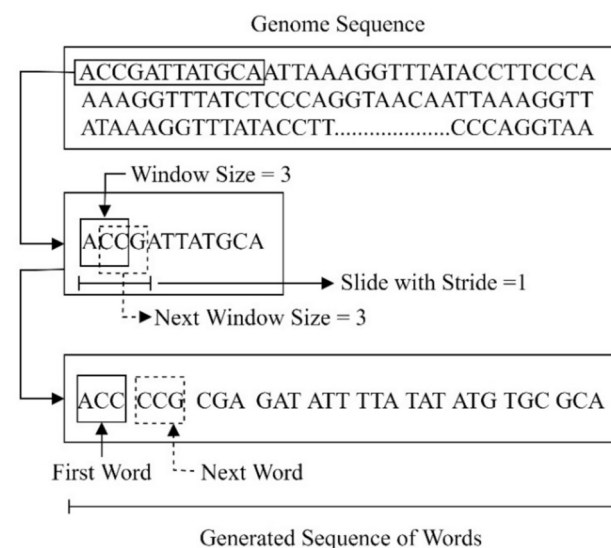 Genome Sequence
ACCGATTATGCAATTAAAGGTTTATACCTTCCCA
AAAGGTTTATCTCCCAGGTAACAATTAAAGGTT
ATAAAGGTTTATACCTT....................CCCAGGTAA
Window Size = 3
ACCGATTATGCA
Slide with Stride =1
Next Window Size = 3
ACC CCG CGA GAT ATT TTA TAT ATG TGC GCA
First Word Next Word
Generated Sequence of Words